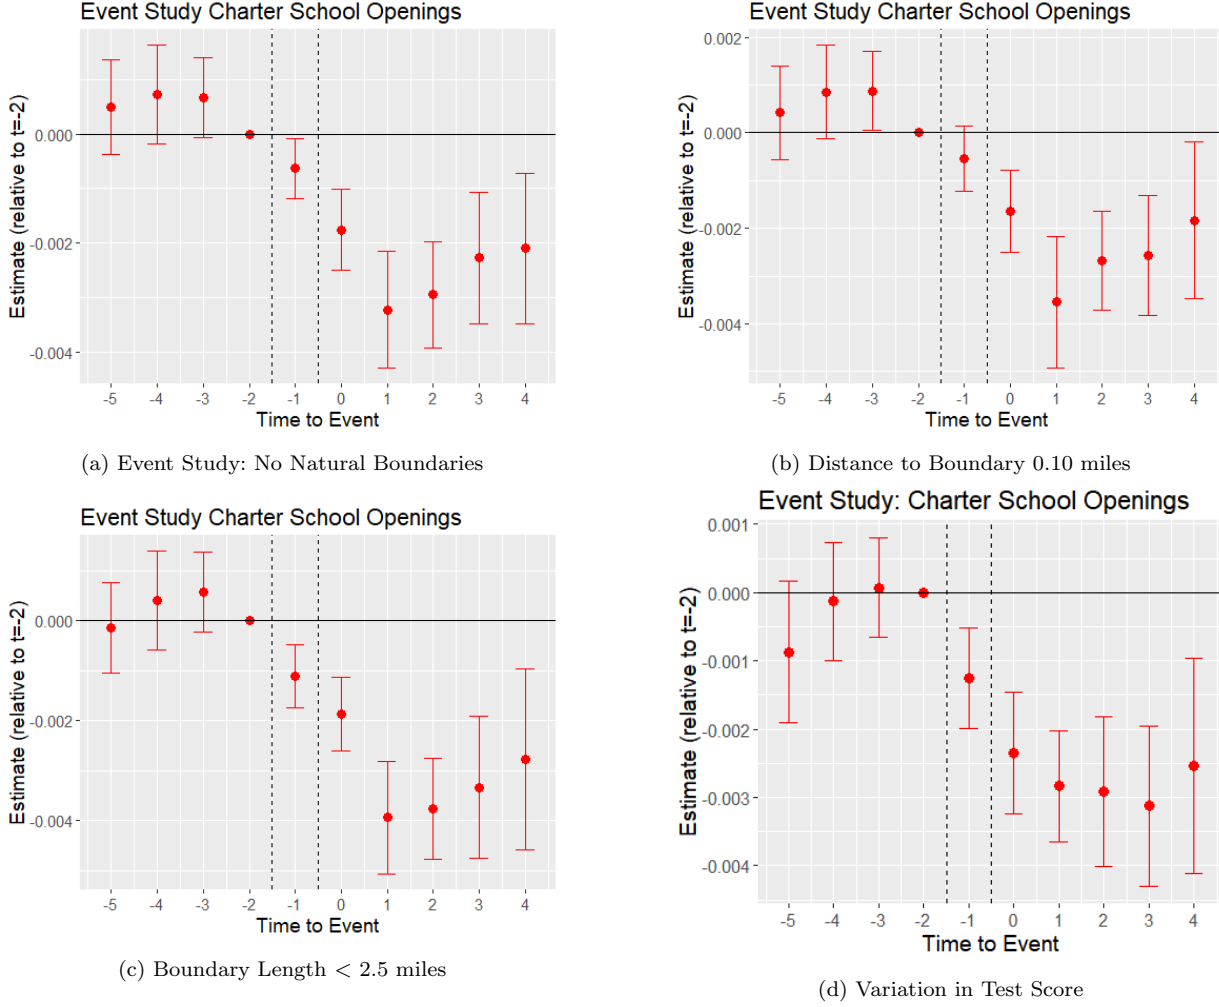 Event Study Charter School Openings
Estimate (relative to t=-2)
0.000
-0.002
-0.004
-5 -4 -3 -2 -1 0 1 2 3 4
Time to Event
(a) Event Study: No Natural Boundaries
Event Study Charter School Openings
Estimate (relative to t=-2)
0.002
0.000
-0.002
-0.004
-5 -4 -3 -2 -1 0 1 2 3 4
Time to Event
(b) Distance to Boundary 0.10 miles
Event Study Charter School Openings
Estimate (relative to t=-2)
0.000
-0.002
-0.004
-5 -4 -3 -2 -1 0 1 2 3 4
Time to Event
(c) Boundary Length < 2.5 miles
Event Study: Charter School Openings
Estimate (relative to t=-2)
0.001
0.000
-0.001
-0.002
-0.003
-0.004
-5 -4 -3 -2 -1 0 1 2 3 4
Time to Event
(d) Variation in Test Score